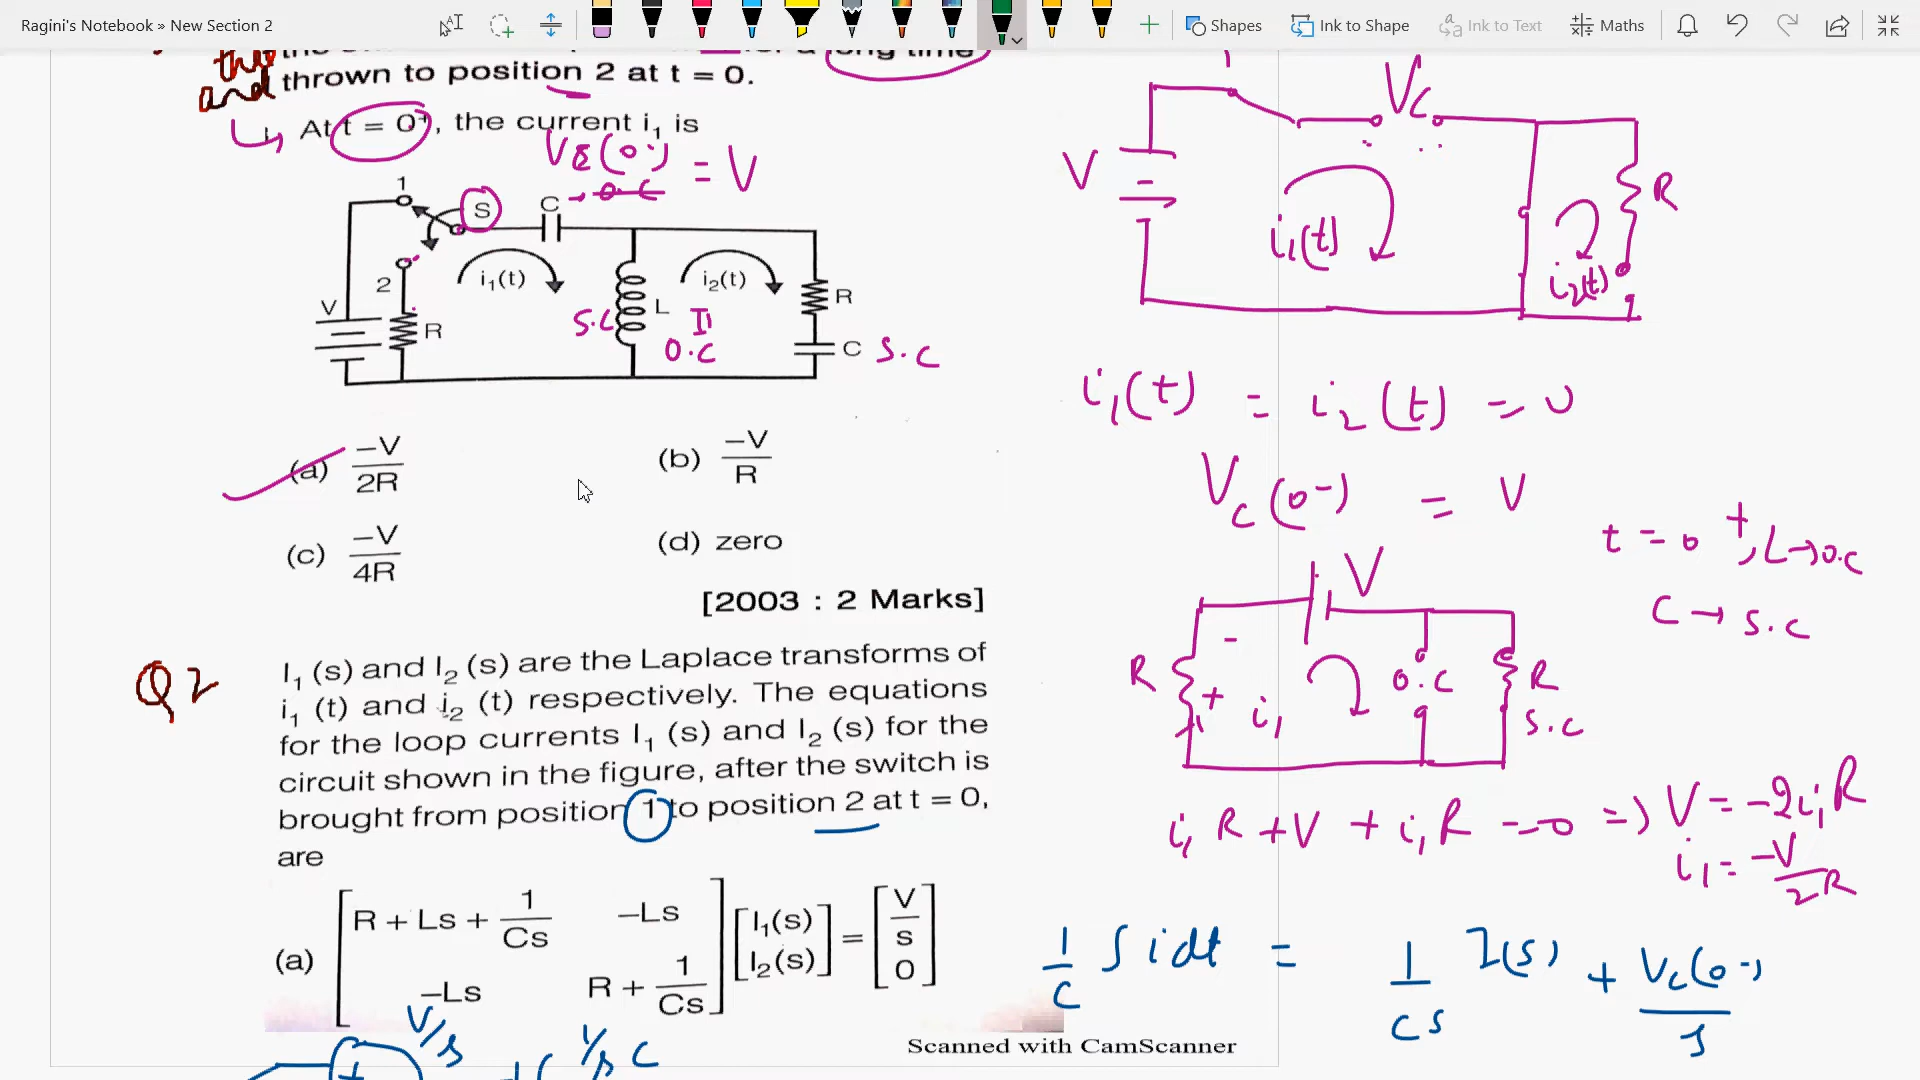 Ragini's Notebook » New Section 2
Shapes
Ink to Shape
Ink to Text
Maths
and thrown to position 2 at t = 0.
At t = 0⁺, the current i₁ is
(0⁻) = V
1
S
C → o.c
2
i₁(t)
i₂(t)
V
R
S.C
L
O.C
R
C S.C
(a) –V/2R
(b) –V/R
(c) –V/4R
(d) zero
[2003 : 2 Marks]
Q2
I₁ (s) and I₂ (s) are the Laplace transforms of
i₁ (t) and i₂ (t) respectively. The equations
for the loop currents I₁ (s) and I₂ (s) for the
circuit shown in the figure, after the switch is
brought from position 1 to position 2 at t = 0,
are
(a) [R + Ls + 1/Cs –Ls
–Ls R + 1/Cs] [I₁(s) I₂(s)] = [V/s 0]
V/s
1/s C
+
Scanned with CamScanner
Vc
V
i₁(t)
i₂(t)
R
i₁(t) = i₂(t) = 0
Vc(0⁻) = V
t = 0⁺, L→o.c
C → s.c
V
R
-
+
i₁
o.c
R
s.c
i₁R + V + i₁R = 0 ⇒ V = -2i₁R
i₁ = -V/2R
1/C ∫ i dt = 1/CS I(s) + Vc(0⁻)/s